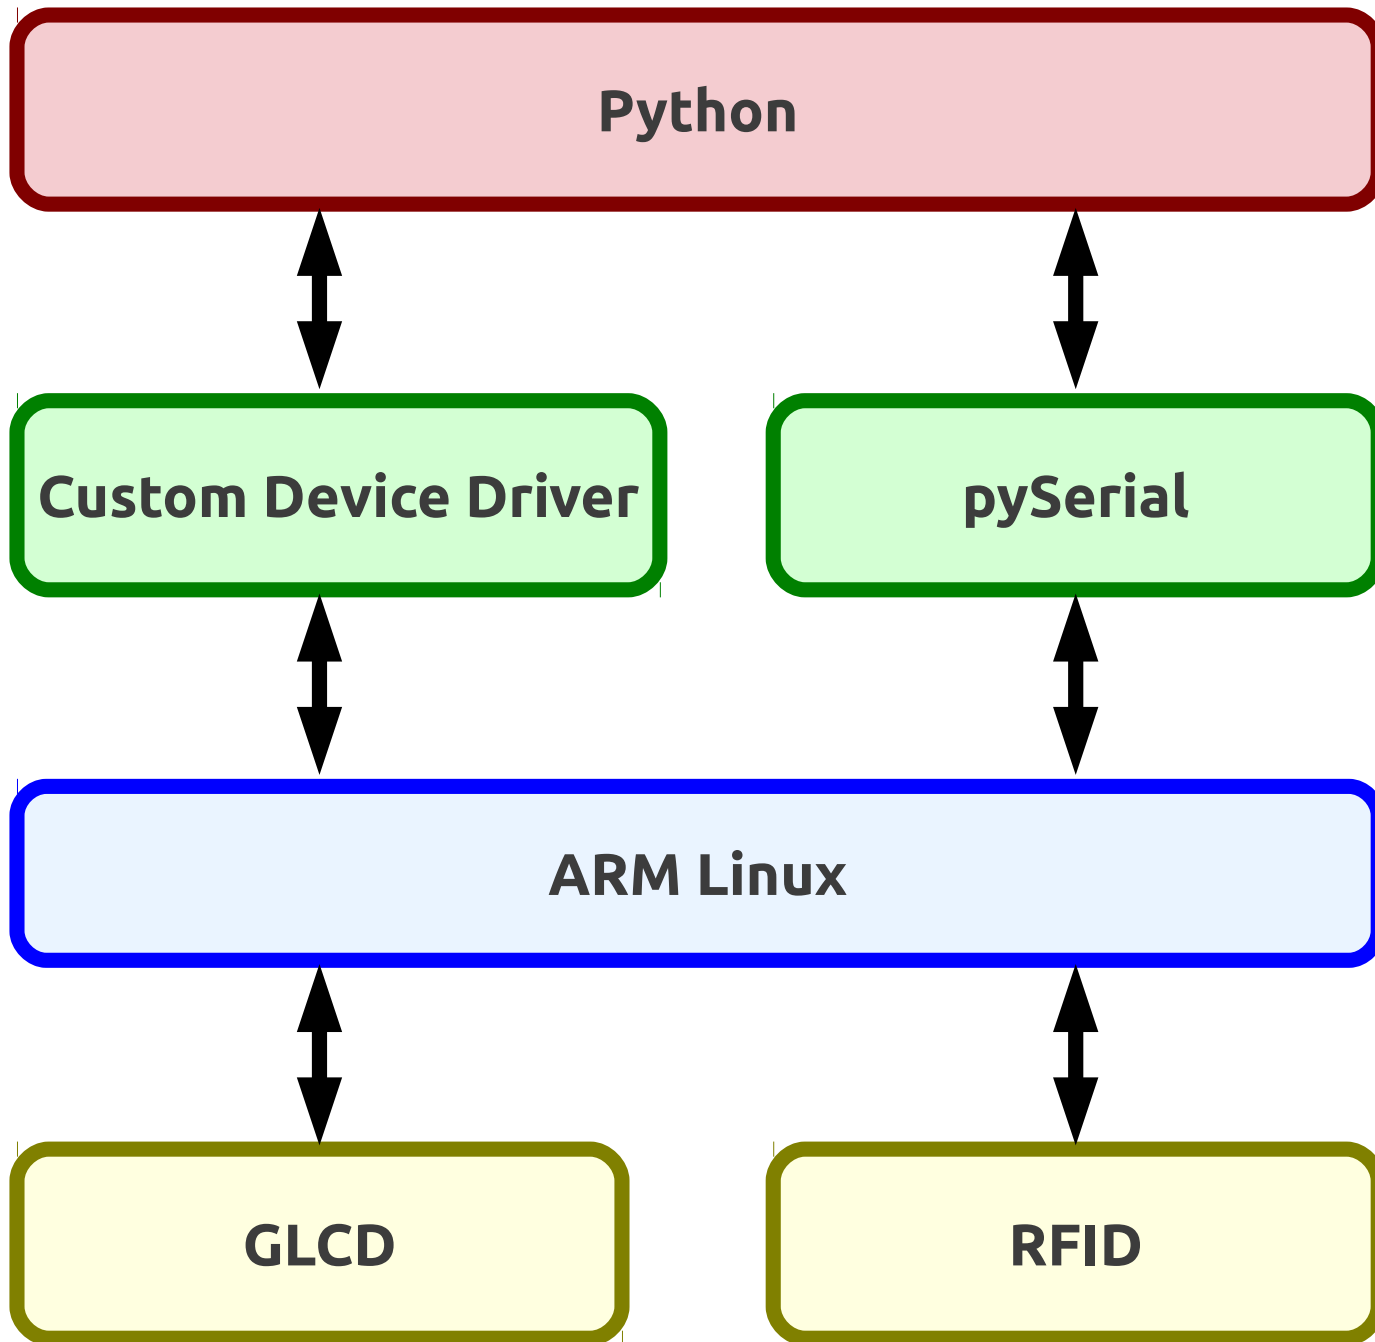 Python
Custom Device Driver
pySerial
ARM Linux
GLCD
RFID